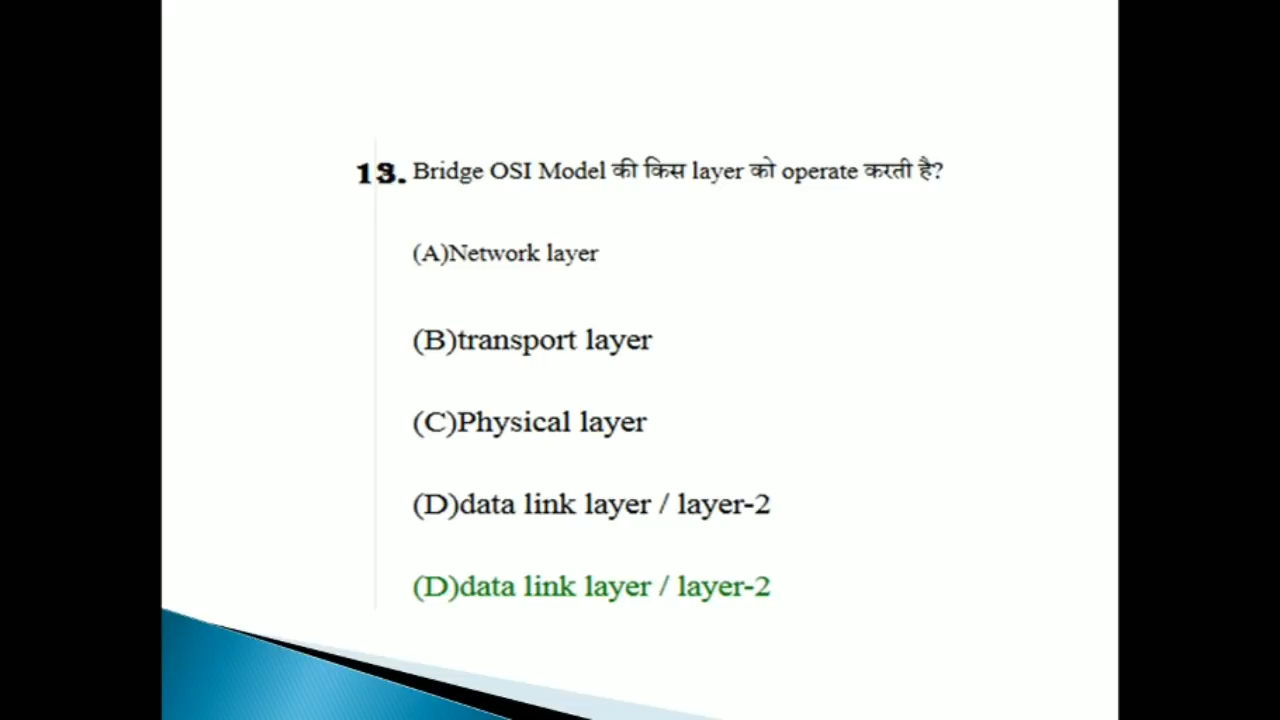 13. Bridge OSI Model की किस layer को operate करती है?
(A)Network layer
(B)transport layer
(C)Physical layer
(D)data link layer / layer-2
(D)data link layer / layer-2